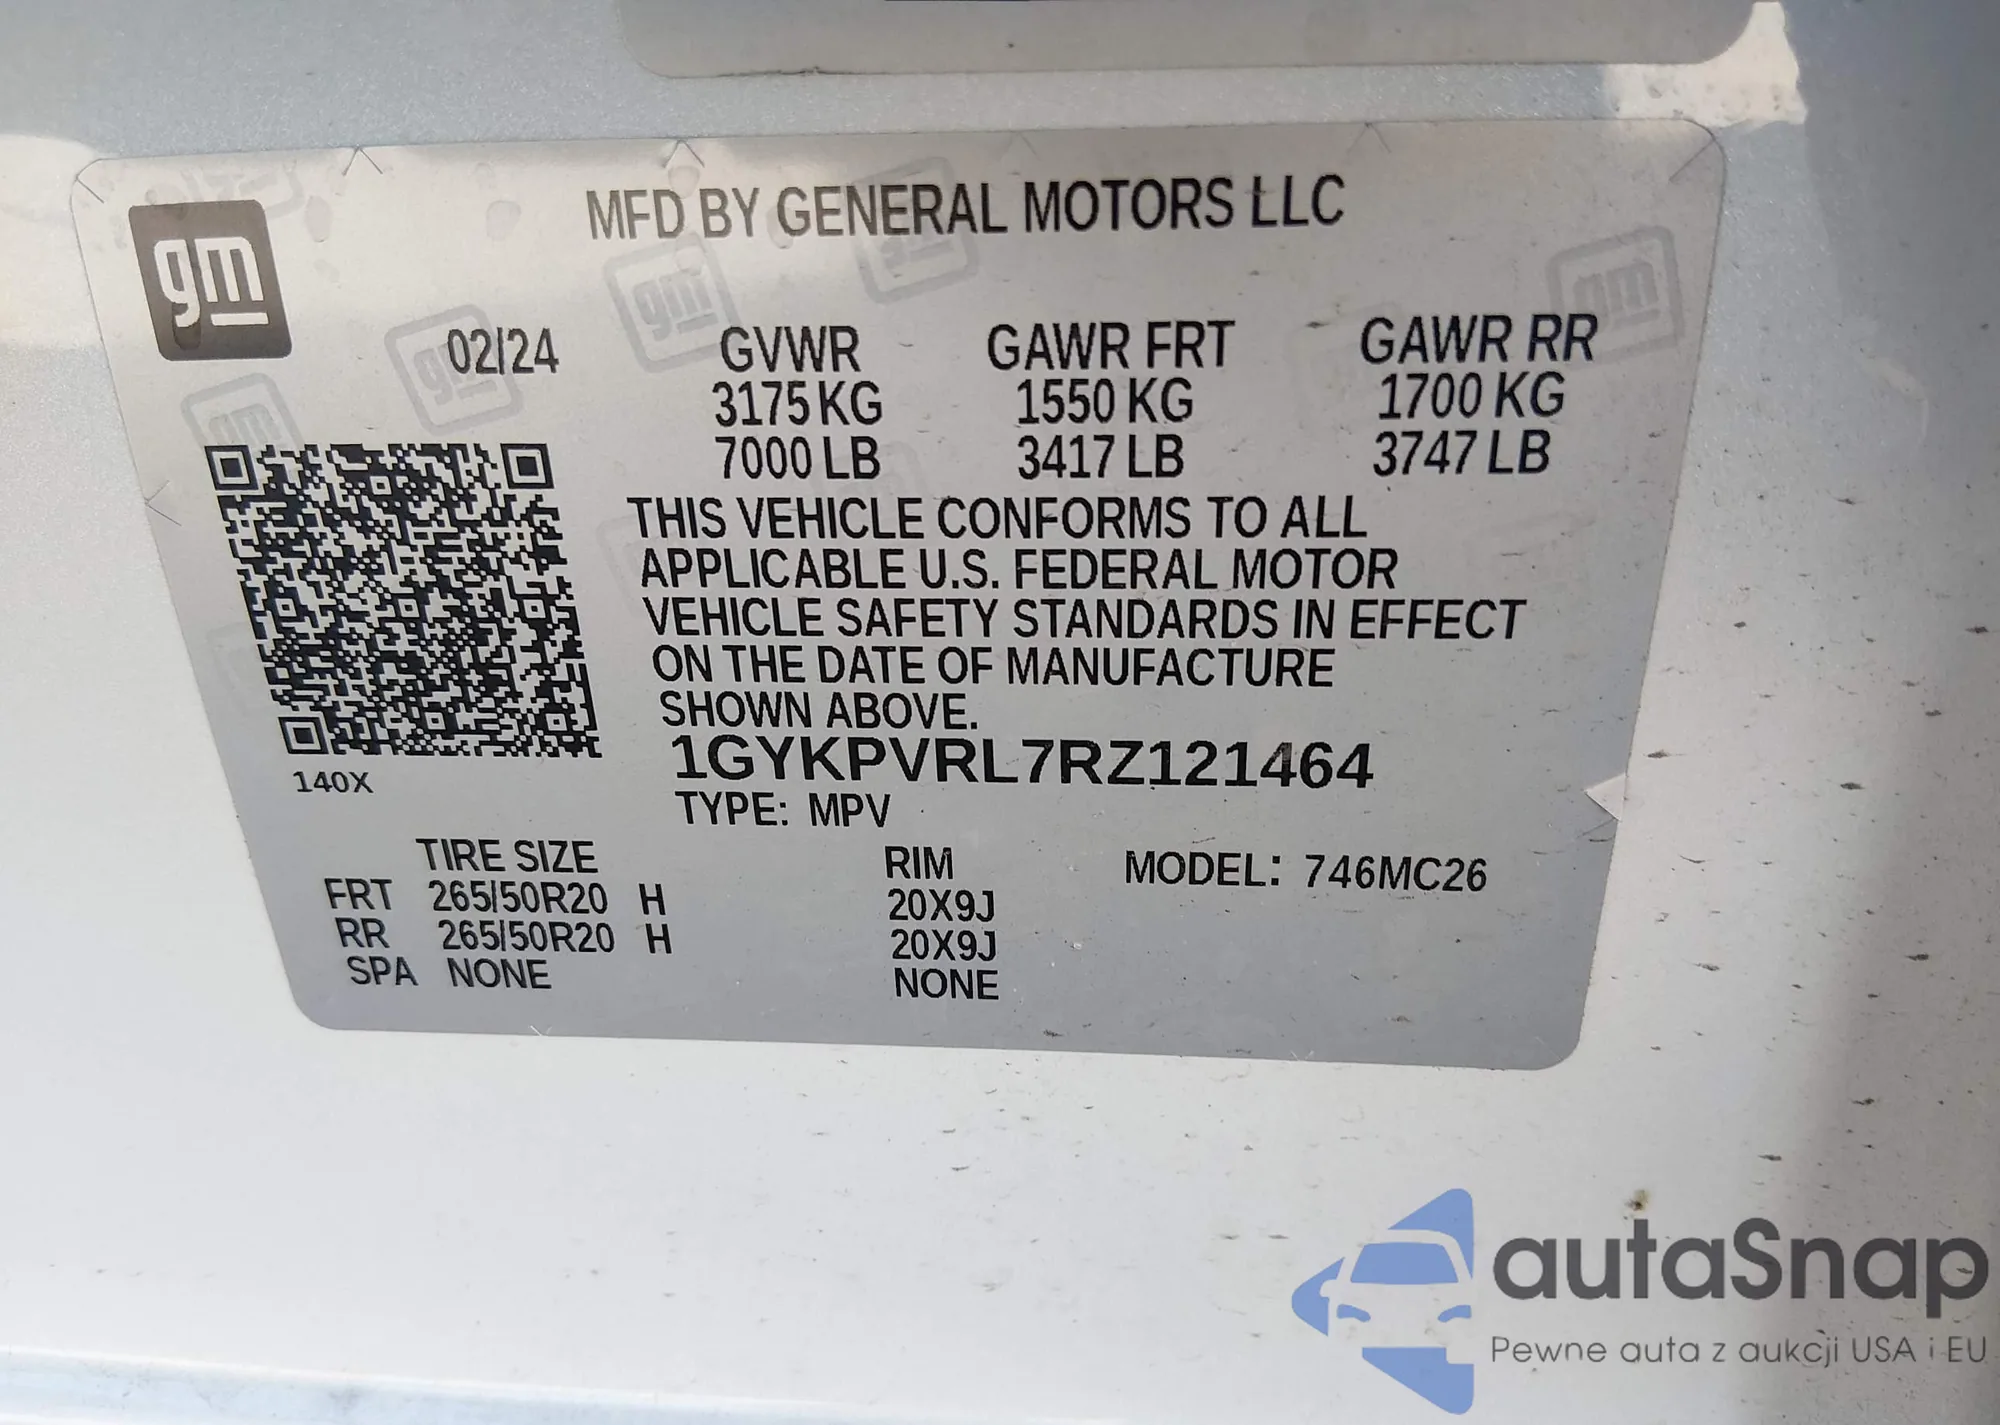 gm
MFD BY GENERAL MOTORS LLC
02/24 GVWR GAWR FRT GAWR RR
3175 KG 1550 KG 1700 KG
7000 LB 3417 LB 3747 LB
THIS VEHICLE CONFORMS TO ALL
APPLICABLE U.S. FEDERAL MOTOR
VEHICLE SAFETY STANDARDS IN EFFECT
ON THE DATE OF MANUFACTURE
SHOWN ABOVE.
1GYKPVRL7RZ121464
140X
TYPE: MPV
TIRE SIZE RIM MODEL: 746MC26
FRT 265/50R20 H 20X9J
RR 265/50R20 H 20X9J
SPA NONE NONE
autaSnap
Pewne auta z aukcji USA i EU